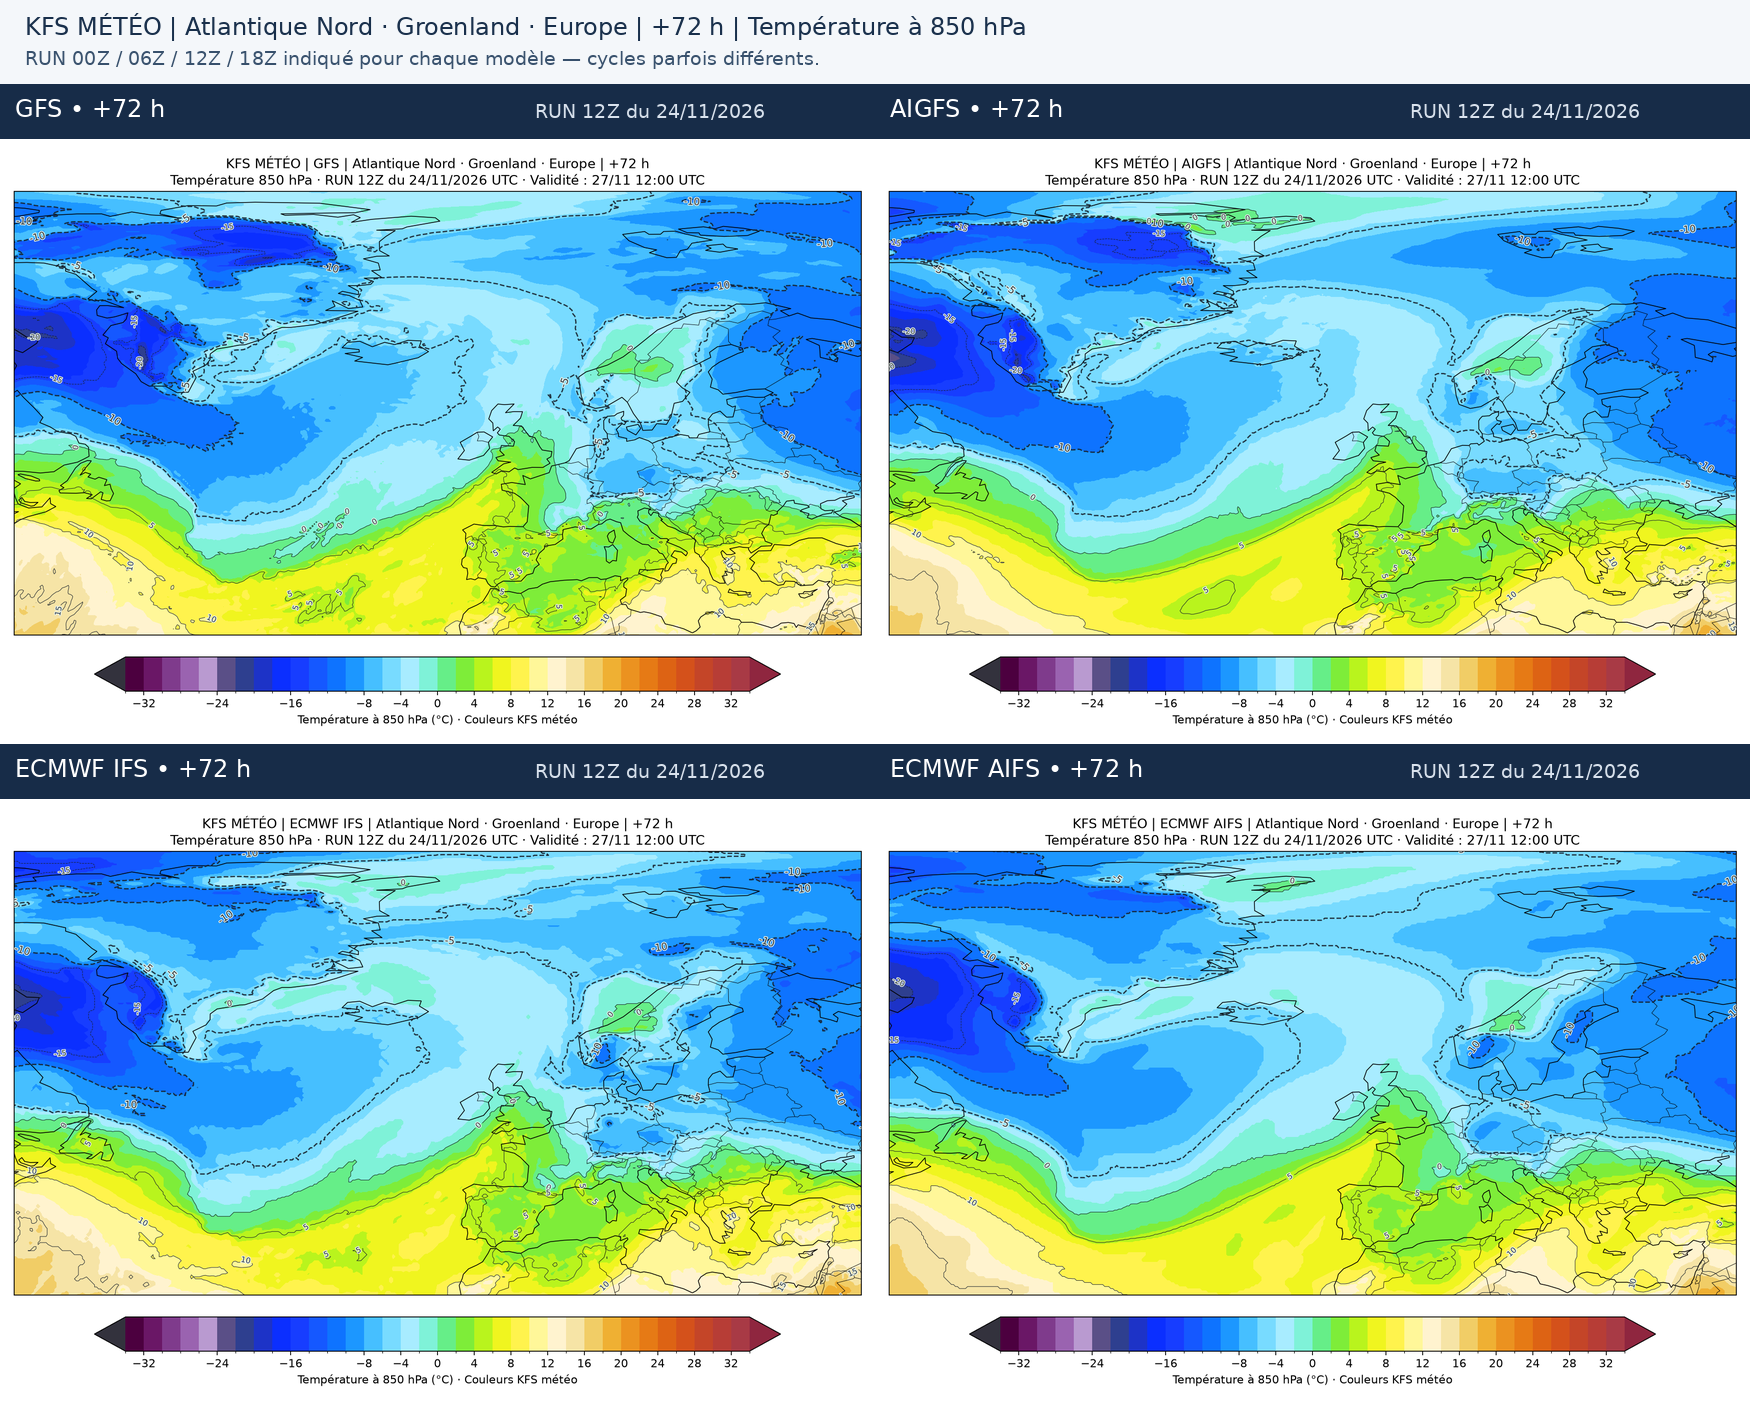 KFS MÉTÉO | Atlantique Nord · Groenland · Europe | +72 h | Température à 850 hPa
RUN 00Z / 06Z / 12Z / 18Z indiqué pour chaque modèle — cycles parfois différents.
GFS • +72 h
RUN 12Z du 24/11/2026
AIGFS • +72 h
RUN 12Z du 24/11/2026
KFS MÉTÉO | GFS | Atlantique Nord · Groenland · Europe | +72 h
Température 850 hPa · RUN 12Z du 24/11/2026 UTC · Validité : 27/11 12:00 UTC
KFS MÉTÉO | AIGFS | Atlantique Nord · Groenland · Europe | +72 h
Température 850 hPa · RUN 12Z du 24/11/2026 UTC · Validité : 27/11 12:00 UTC
−32 −24 −16 −8 −4 0 4 8 12 16 20 24 28 32
Température à 850 hPa (°C) · Couleurs KFS météo
−32 −24 −16 −8 −4 0 4 8 12 16 20 24 28 32
Température à 850 hPa (°C) · Couleurs KFS météo
ECMWF IFS • +72 h
RUN 12Z du 24/11/2026
ECMWF AIFS • +72 h
RUN 12Z du 24/11/2026
KFS MÉTÉO | ECMWF IFS | Atlantique Nord · Groenland · Europe | +72 h
Température 850 hPa · RUN 12Z du 24/11/2026 UTC · Validité : 27/11 12:00 UTC
KFS MÉTÉO | ECMWF AIFS | Atlantique Nord · Groenland · Europe | +72 h
Température 850 hPa · RUN 12Z du 24/11/2026 UTC · Validité : 27/11 12:00 UTC
−32 −24 −16 −8 −4 0 4 8 12 16 20 24 28 32
Température à 850 hPa (°C) · Couleurs KFS météo
−32 −24 −16 −8 −4 0 4 8 12 16 20 24 28 32
Température à 850 hPa (°C) · Couleurs KFS météo